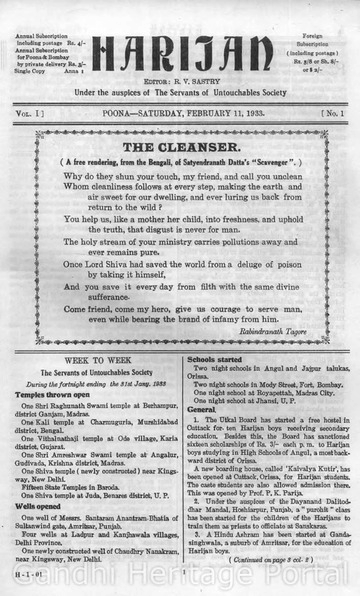 Annual Subscription
including postage Rs. 4/-
Annual Subscription
for Poona & Bombay
by private delivery Rs. 3/-
Single Copy Anna 1
HARIJAN
Foreign
Subscription
(including postage)
Rs. 5/8 or Sh. 8/-
or $ 2/-
EDITOR: R. V. SASTRY
Under the auspices of The Servants of Untouchables Society
VOL. I ]
POONA—SATURDAY, FEBRUARY 11, 1933.
[ No. 1
THE CLEANSER.
( A free rendering, from the Bengali, of Satyendranath Datta's “Scavenger”. )
Why do they shun your touch, my friend, and call you unclean
Whom cleanliness follows at every step, making the earth and
air sweet for our dwelling, and ever luring us back from
return to the wild ?
You help us, like a mother her child, into freshness, and uphold
the truth, that disgust is never for man.
The holy stream of your ministry carries pollutions away and
ever remains pure.
Once Lord Shiva had saved the world from a deluge of poison
by taking it himself,
And you save it every day from filth with the same divine
sufferance.
Come friend, come my hero, give us courage to serve man,
even while bearing the brand of infamy from him.
Rabindranath Tagore
WEEK TO WEEK
The Servants of Untouchables Society
During the fortnight ending the 31st Jany. 1933
Temples thrown open
One Shri Raghunath Swami temple at Berhampur,
district Ganjam, Madras.
One Kali temple at Charmuguria, Murshidabad
district, Bengal.
One Vithalnathaji temple at Ode village, Karia
district, Gujarat.
One Shri Amreshwar Swami temple at Angalur,
Gudivada, Krishna district, Madras.
One Shiva temple ( newly constructed ) near Kings-
way, New Delhi.
Fifteen State Temples in Baroda.
One Shiva temple at Juda, Benares district, U. P.
Wells opened
One well of Messrs. Santaram Anantram-Bhatia of
Sultanwind gate, Amritsar, Punjab.
Four wells at Ladpur and Kanjhawala villages,
Delhi Province.
One newly constructed well of Chaudhry Nanakram,
near Kingsway, New Delhi.
Schools started
Two night schools in Angul and Jajpur talukas,
Orissa.
Two night schools in Mody Street, Fort, Bombay.
One night school at Royapettah, Madras City.
One night school at Jhansi, U. P.
General
1. The Utkal Board has started a free hostel in
Cuttack for ten Harijan boys receiving secondary
education. Besides this, the Board has sanctioned
sixteen scholarships of Rs. 3/- each p. m. to Harijan
boys studying in High Schools of Angul, a most back-
ward district of Orissa.
A new boarding house, called 'Kaivalya Kutir', has
been opened at Cuttack, Orissa, for Harijan students.
The caste students are also allowed admission there.
This was opened by Prof. P. K. Parija.
2. Under the auspices of the Dayanand Dalitod-
dhar Mandal, Hoshiarpur, Punjab, a “ purohit ” class
has been started for the children of the Harijans to
train them as priests to officiate at Sanskaras.
3. A Hindu Ashram has been started at Ganda-
singhwala, a suburb of Amritsar, for the education of
Harijan boys.
( Continued on page 3 col 2 )
H-I-01
1
Gandhi Heritage Portal